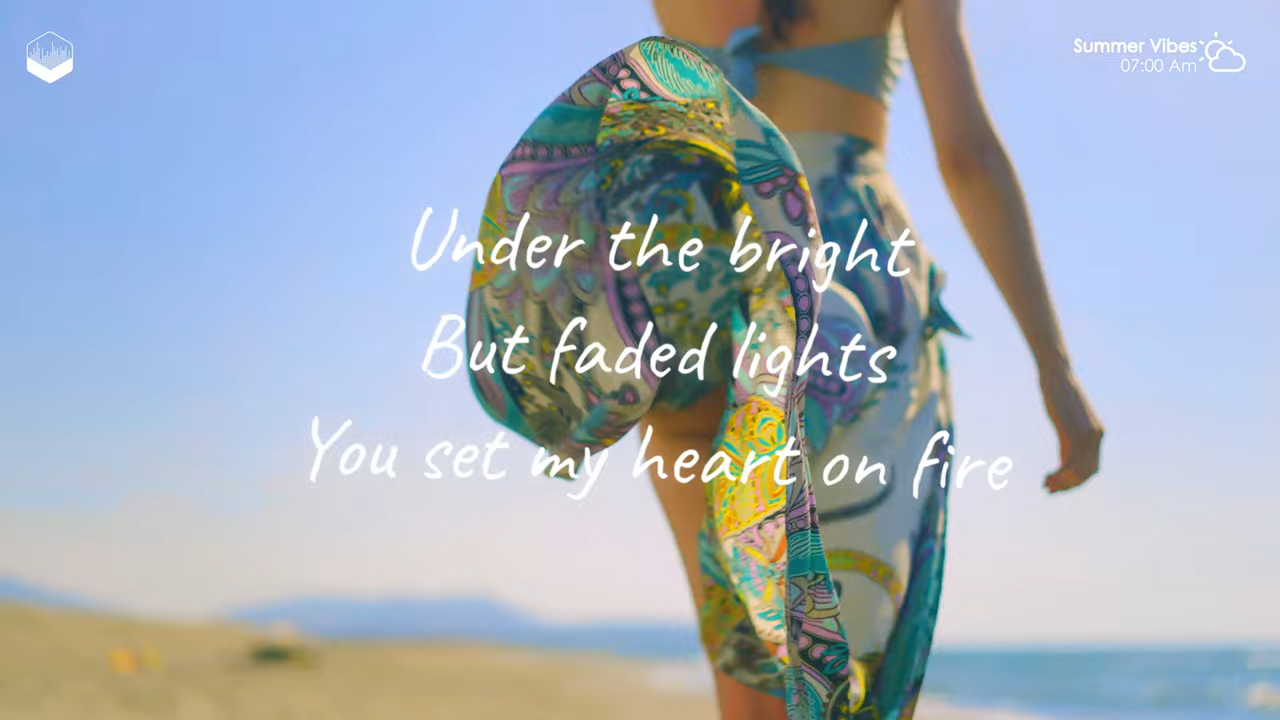 Summer Vibes
07:00 Am
Under the bright
But faded lights
You set my heart on fire